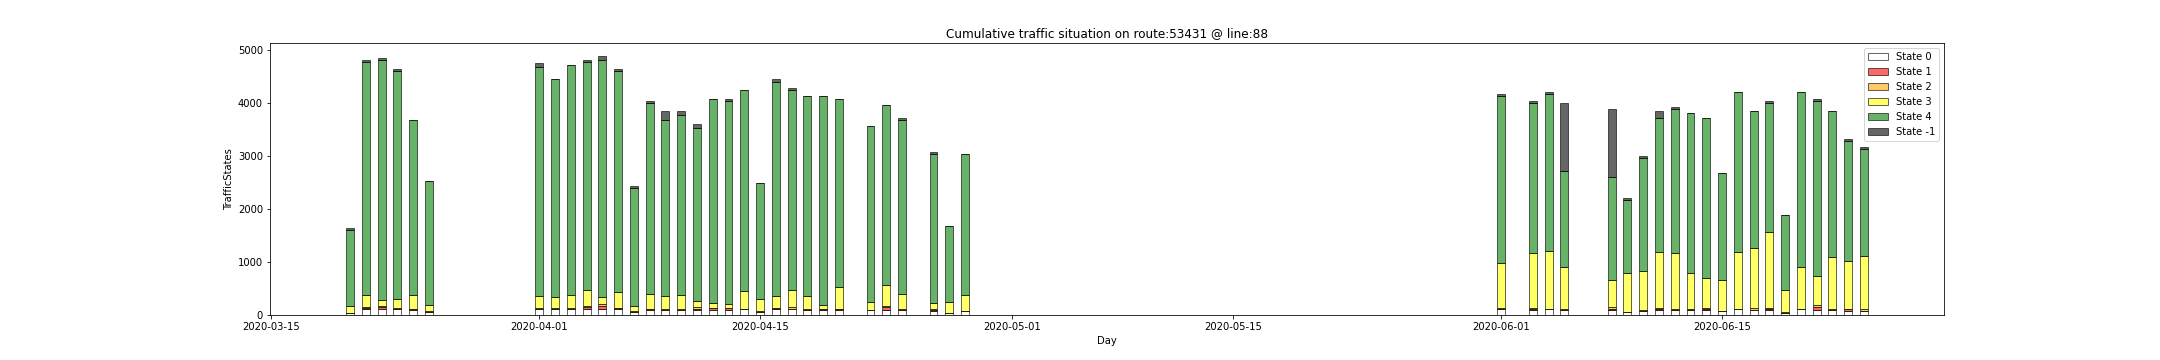 Cumulative traffic situation on route:53431 @ line:88
TrafficStates
5000
4000
3000
2000
1000
0
State 0
State 1
State 2
State 3
State 4
State -1
2020-03-15
2020-04-01
2020-04-15
2020-05-01
2020-05-15
2020-06-01
2020-06-15
Day